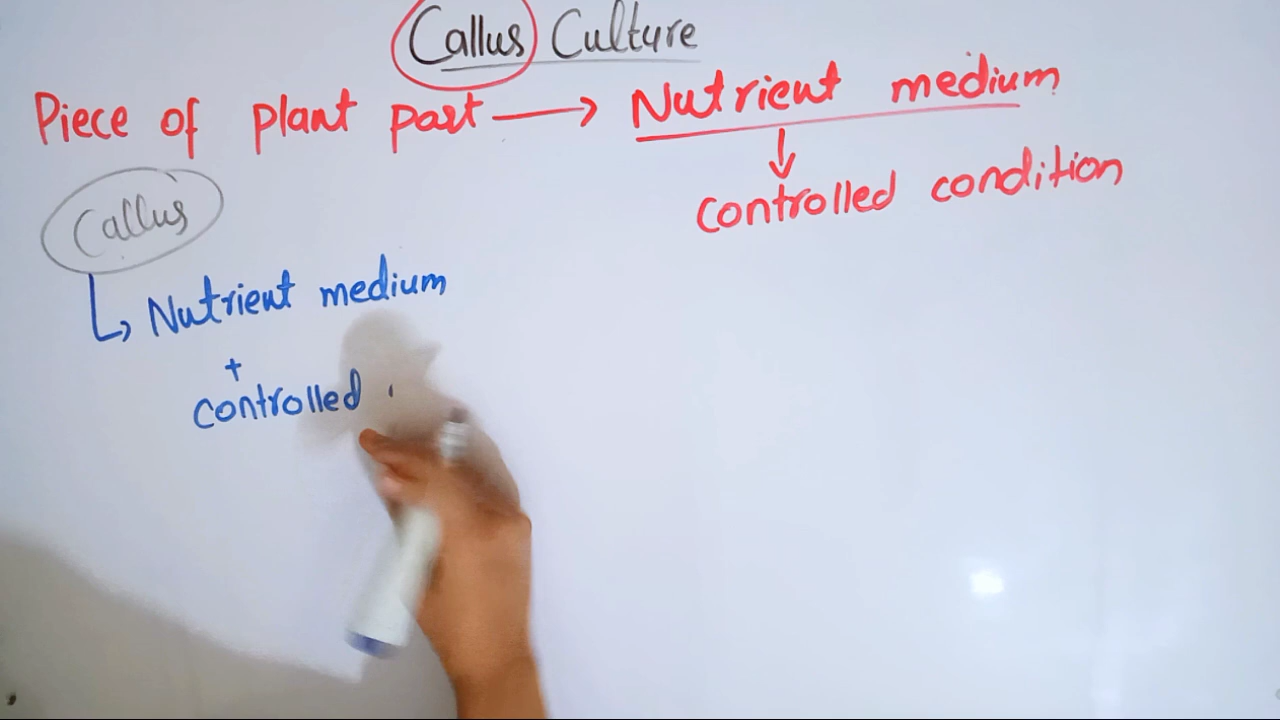 Callus Culture
Piece of plant part → Nutrient medium
↓
controlled condition
Callus
↳ Nutrient medium
+
controlled